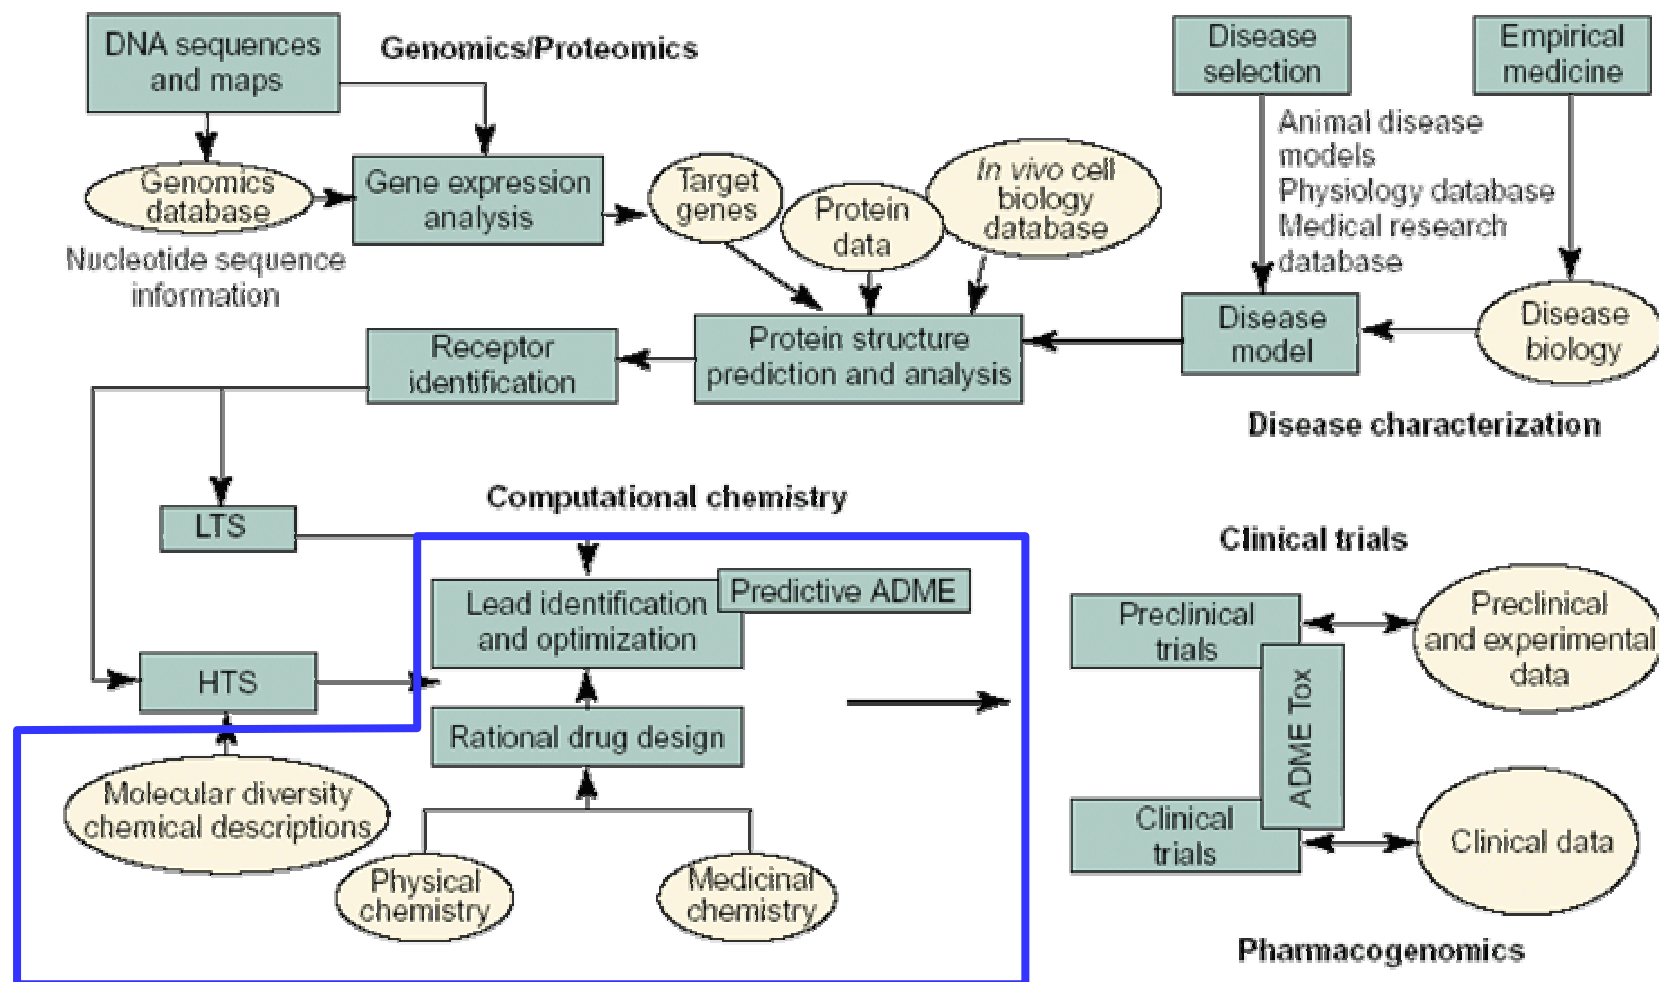 DNA sequences
and maps
Genomics/Proteomics
Disease
selection
Empirical
medicine
Genomics
database
Nucleotide sequence
information
Gene expression
analysis
Target
genes
Protein
data
In vivo cell
biology
database
Animal disease
models
Physiology database
Medical research
database
Receptor
identification
Protein structure
prediction and analysis
Disease
model
Disease
biology
Disease characterization
LTS
Computational chemistry
Clinical trials
Lead identification
and optimization
Predictive ADME
HTS
Rational drug design
Molecular diversity
chemical descriptions
Physical
chemistry
Medicinal
chemistry
Preclinical
trials
Preclinical
and experimental
data
ADME Tox
Clinical
trials
Clinical data
Pharmacogenomics